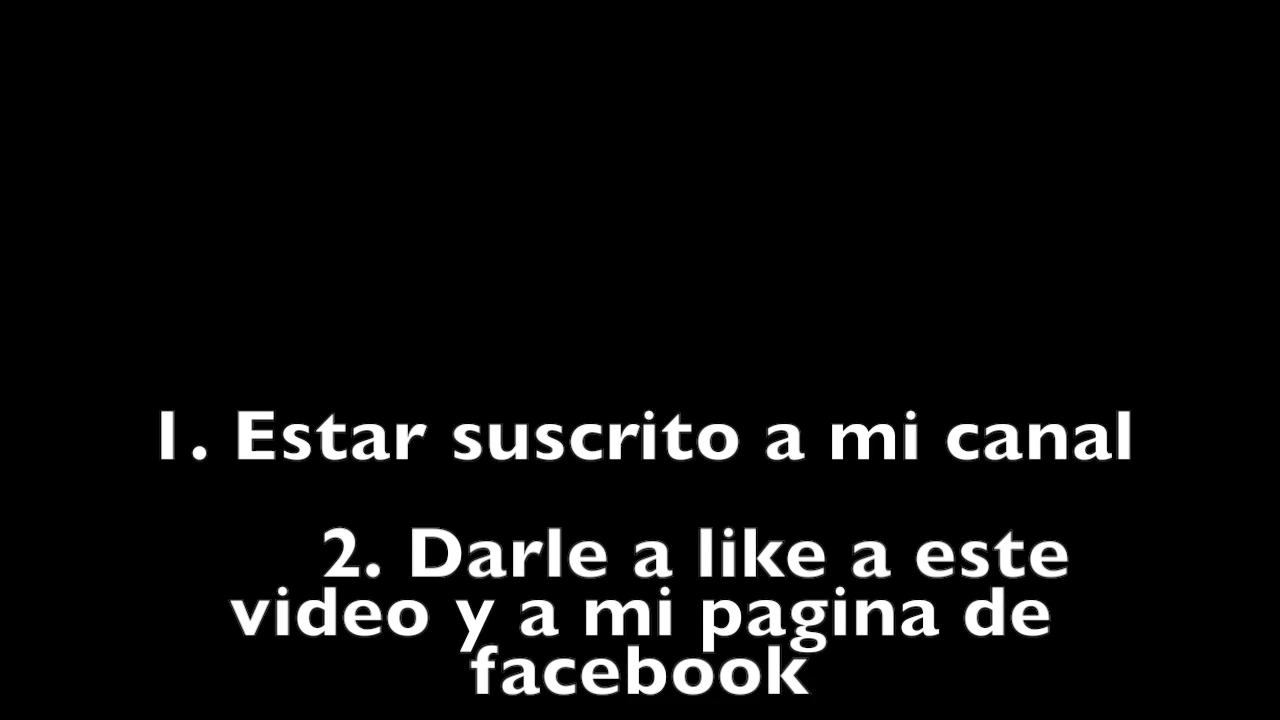 1. Estar suscrito a mi canal
2. Darle a like a este
video y a mi pagina de
facebook